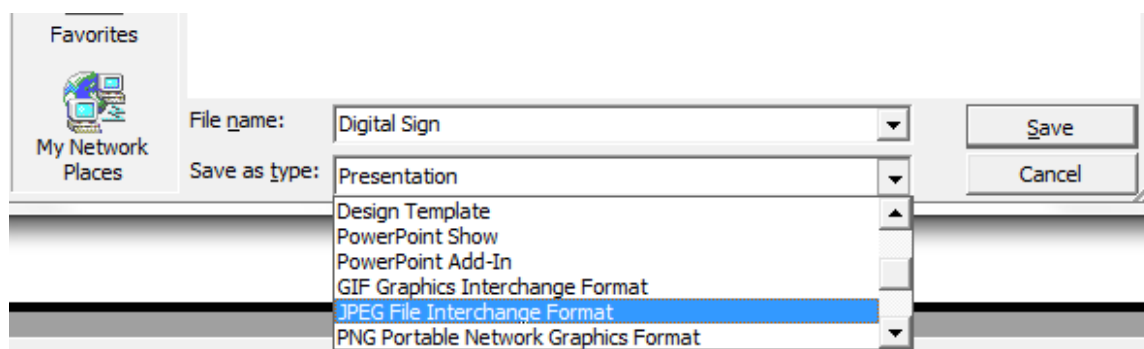 Favorites
My Network
Places
File name:
Digital Sign
Save
Save as type:
Presentation
Cancel
Design Template
PowerPoint Show
PowerPoint Add-In
GIF Graphics Interchange Format
JPEG File Interchange Format
PNG Portable Network Graphics Format